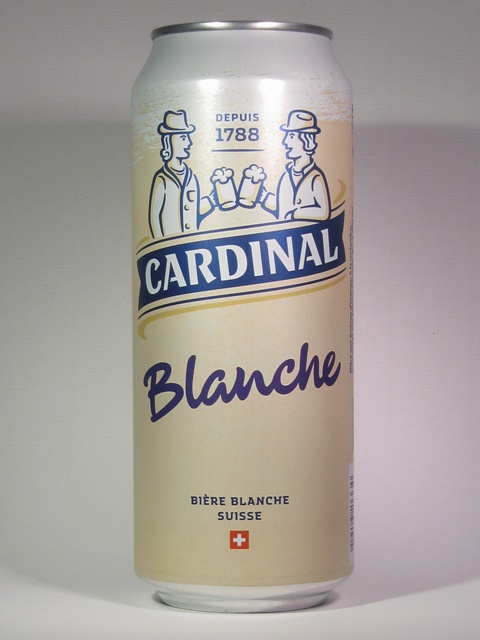 DEPUIS
1788
CARDINAL
Blanche
BIÈRE BLANCHE
SUISSE